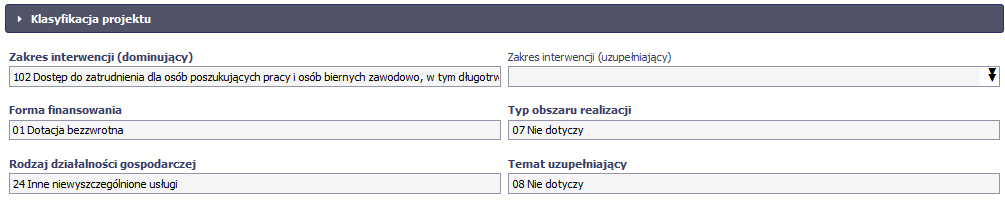 Klasyfikacja projektu
Zakres interwencji (dominujący)
Zakres interwencji (uzupełniający)
102 Dostęp do zatrudnienia dla osób poszukujących pracy i osób biernych zawodowo, w tym długotrw
Forma finansowania
Typ obszaru realizacji
01 Dotacja bezzwrotna
07 Nie dotyczy
Rodzaj działalności gospodarczej
Temat uzupełniający
24 Inne niewyszczególnione usługi
08 Nie dotyczy